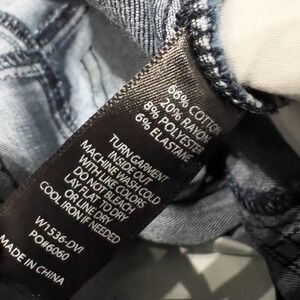 66% COTTON
20% RAYON
8% POLYESTER
6% ELASTANE
TURN GARMENT
INSIDE OUT
MACHINE WASH COLD
WITH LIKE COLORS
DO NOT BLEACH
LAY FLAT TO DRY
OR LINE DRY
COOL IRON IF NEEDED
W1536-DVI
PO#6060
MADE IN CHINA